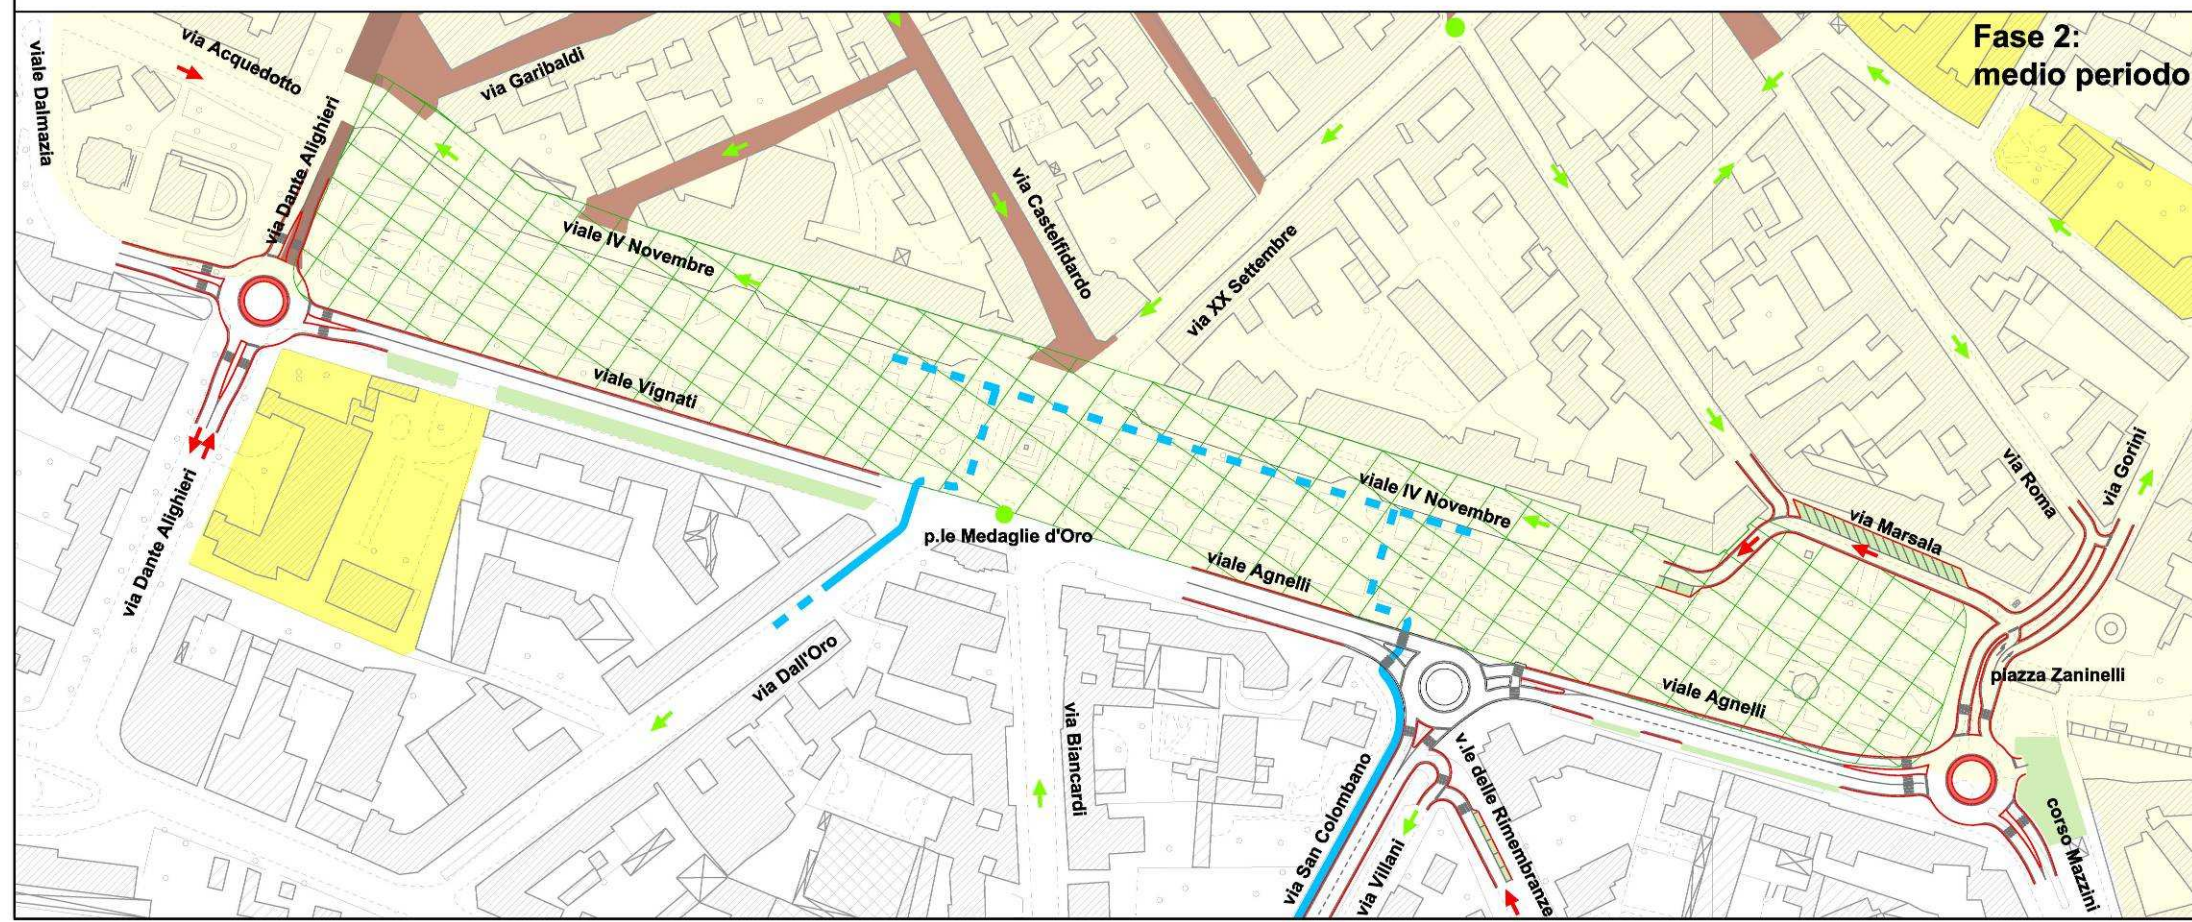 Fase 2:
medio periodo
viale Dalmazia
via Acquedotto
via Garibaldi
via Dante Alighieri
via Castelfidardo
viale IV Novembre
via XX Settembre
viale Vignati
via Dante Alighieri
p.le Medaglie d'Oro
viale IV Novembre
viale Agnelli
via Marsala
via Roma
via Gorini
via Dall'Oro
via Biancardi
viale Agnelli
piazza Zaninelli
via San Colombano
via Villani
v.le delle Rimembranze
corso Mazzini